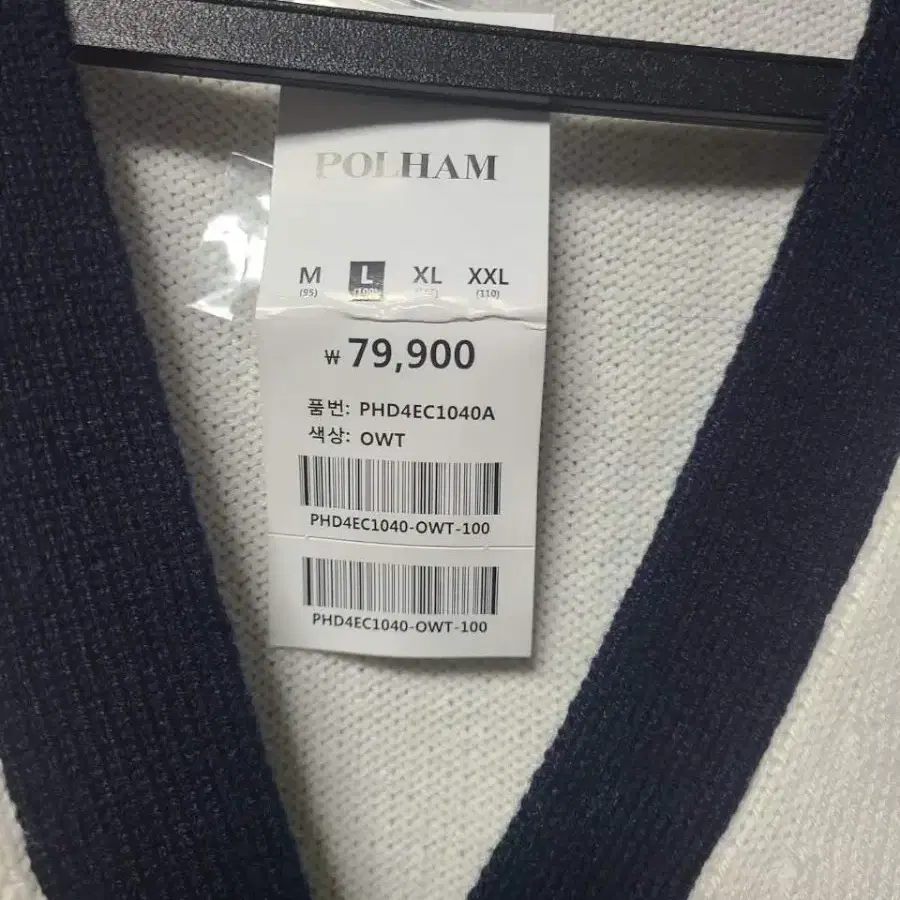 POLHAM
M L XL XXL
(95) (100) (110)
₩ 79,900
품번: PHD4EC1040A
색상: OWT
PHD4EC1040-OWT-100
PHD4EC1040-OWT-100